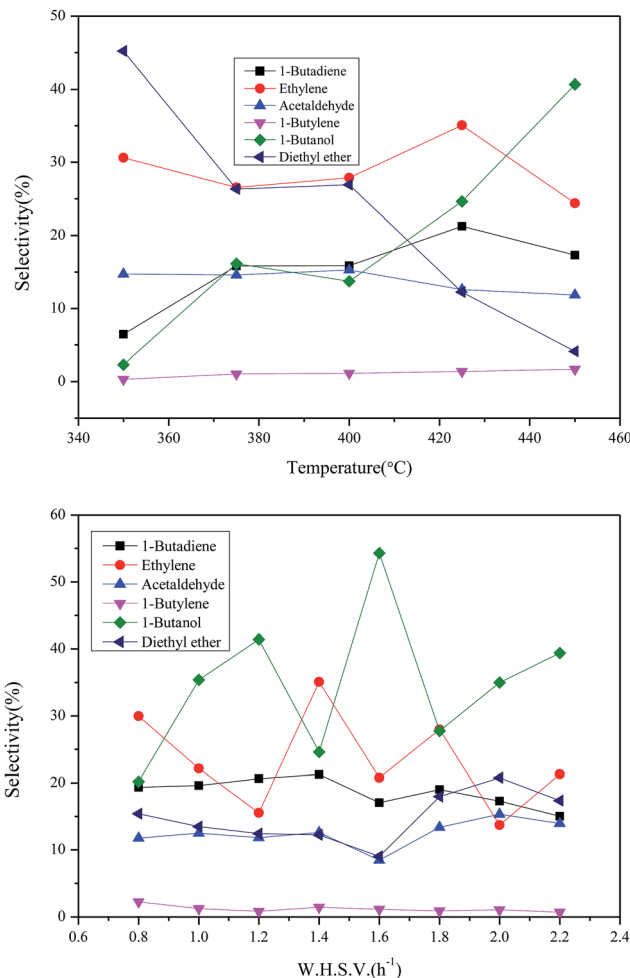 50
40
30
20
10
0
Selectivity(%)
1-Butadiene
Ethylene
Acetaldehyde
1-Butylene
1-Butanol
Diethyl ether
340 360 380 400 420 440 460
Temperature(°C)
60
50
40
30
20
10
0
Selectivity(%)
1-Butadiene
Ethylene
Acetaldehyde
1-Butylene
1-Butanol
Diethyl ether
0.6 0.8 1.0 1.2 1.4 1.6 1.8 2.0 2.2 2.4
W.H.S.V.(h⁻¹)